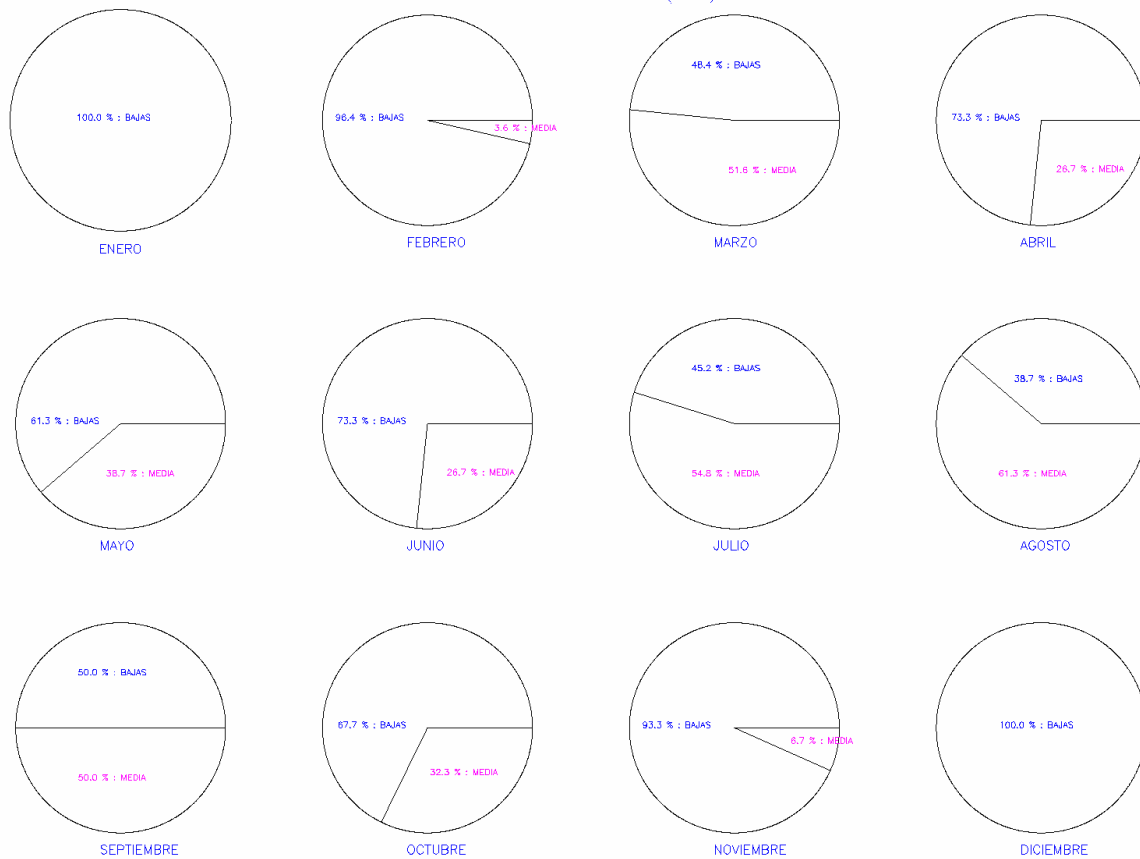 100.0 % : BAJAS
ENERO
96.4 % : BAJAS
3.6 % : MEDIA
FEBRERO
48.4 % : BAJAS
51.6 % : MEDIA
MARZO
73.3 % : BAJAS
26.7 % : MEDIA
ABRIL
61.3 % : BAJAS
38.7 % : MEDIA
MAYO
73.3 % : BAJAS
26.7 % : MEDIA
JUNIO
45.2 % : BAJAS
54.8 % : MEDIA
JULIO
38.7 % : BAJAS
61.3 % : MEDIA
AGOSTO
50.0 % : BAJAS
50.0 % : MEDIA
SEPTIEMBRE
67.7 % : BAJAS
32.3 % : MEDIA
OCTUBRE
93.3 % : BAJAS
6.7 % : MEDIA
NOVIEMBRE
100.0 % : BAJAS
DICIEMBRE